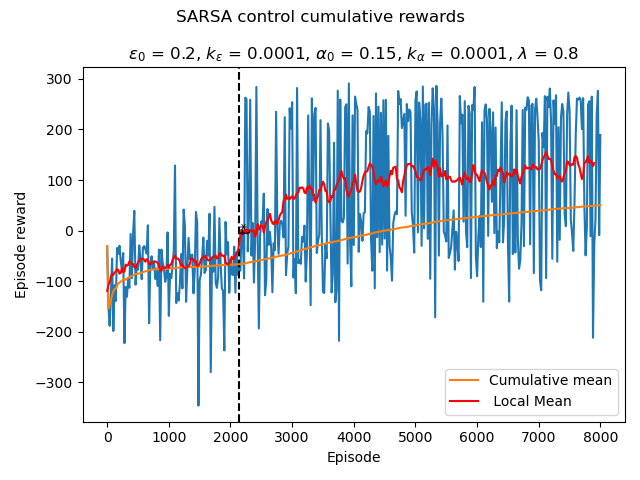 SARSA control cumulative rewards
ε₀ = 0.2, kε = 0.0001, α₀ = 0.15, kα = 0.0001, λ = 0.8
300
200
100
0
−100
−200
−300
Episode reward
Cumulative mean
Local Mean
0 1000 2000 3000 4000 5000 6000 7000 8000
Episode